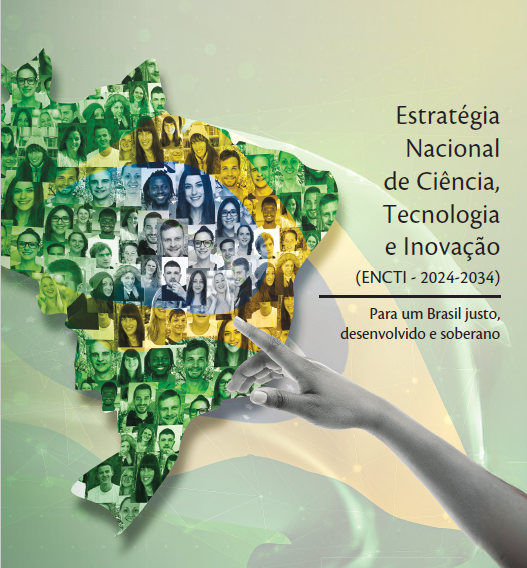 Estratégia
Nacional
de Ciência,
Tecnologia
e Inovação
(ENCTI - 2024-2034)
Para um Brasil justo,
desenvolvido e soberano